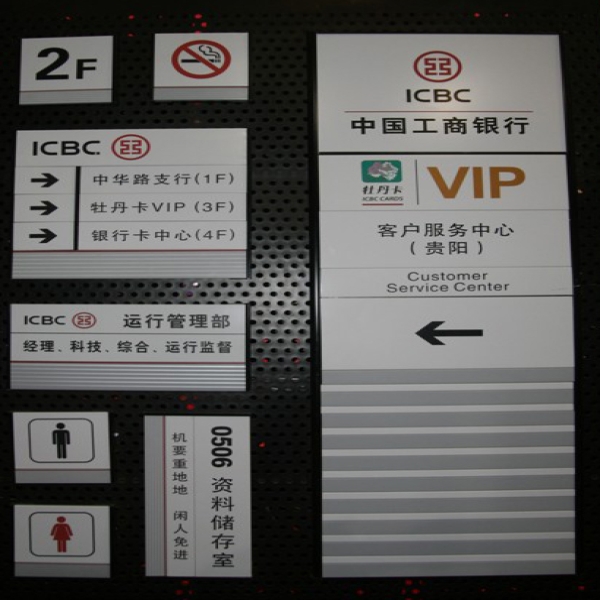 2F
ICBC
中华路支行(1F)
牡丹卡VIP (3F)
银行卡中心(4F)
ICBC 运行管理部
经理、科技、综合、运行监督
0506 资料储存室
机要重地地 闲人免进
ICBC
中国工商银行
牡丹卡
ICBC CARDS
VIP
客户服务中心
(贵阳)
Customer
Service Center